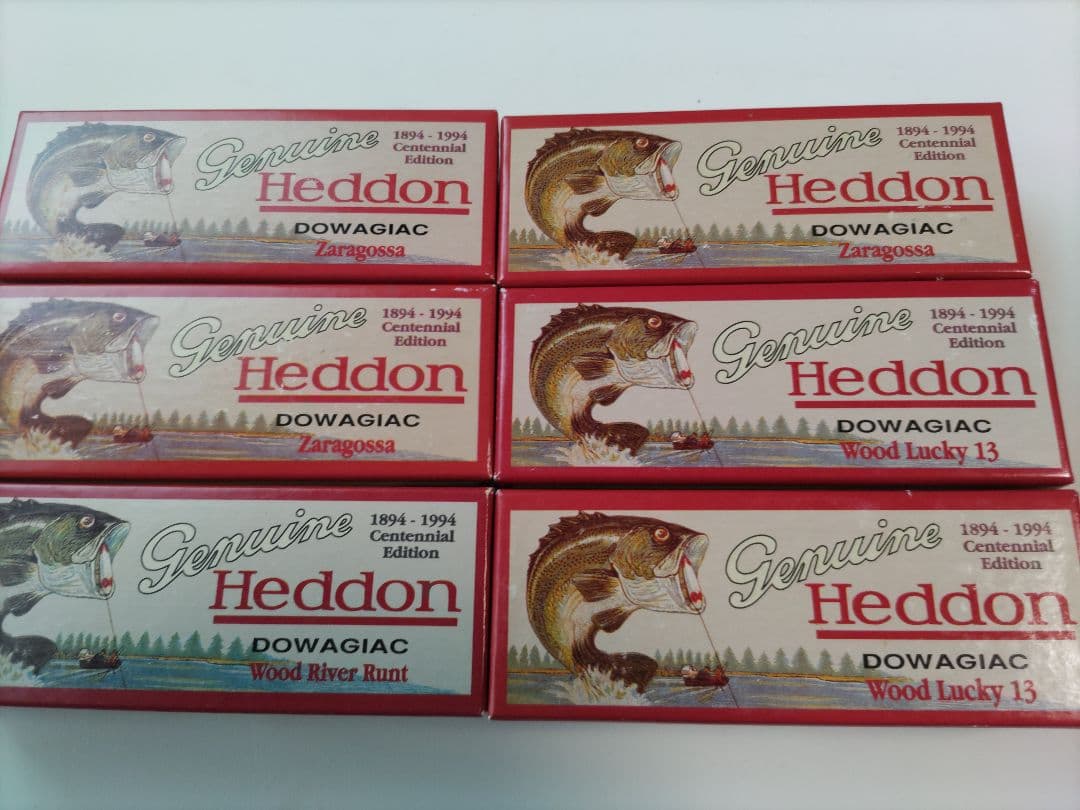 Genuine
1894 - 1994
Centennial
Edition
Heddon
DOWAGIAC
Zaragossa
Genuine
1894 - 1994
Centennial
Edition
Heddon
DOWAGIAC
Zaragossa
Genuine
1894 - 1994
Centennial
Edition
Heddon
DOWAGIAC
Zaragossa
Genuine
1894 - 1994
Centennial
Edition
Heddon
DOWAGIAC
Wood Lucky 13
Genuine
1894 - 1994
Centennial
Edition
Heddon
DOWAGIAC
Wood River Runt
Genuine
1894 - 1994
Centennial
Edition
Heddon
DOWAGIAC
Wood Lucky 13